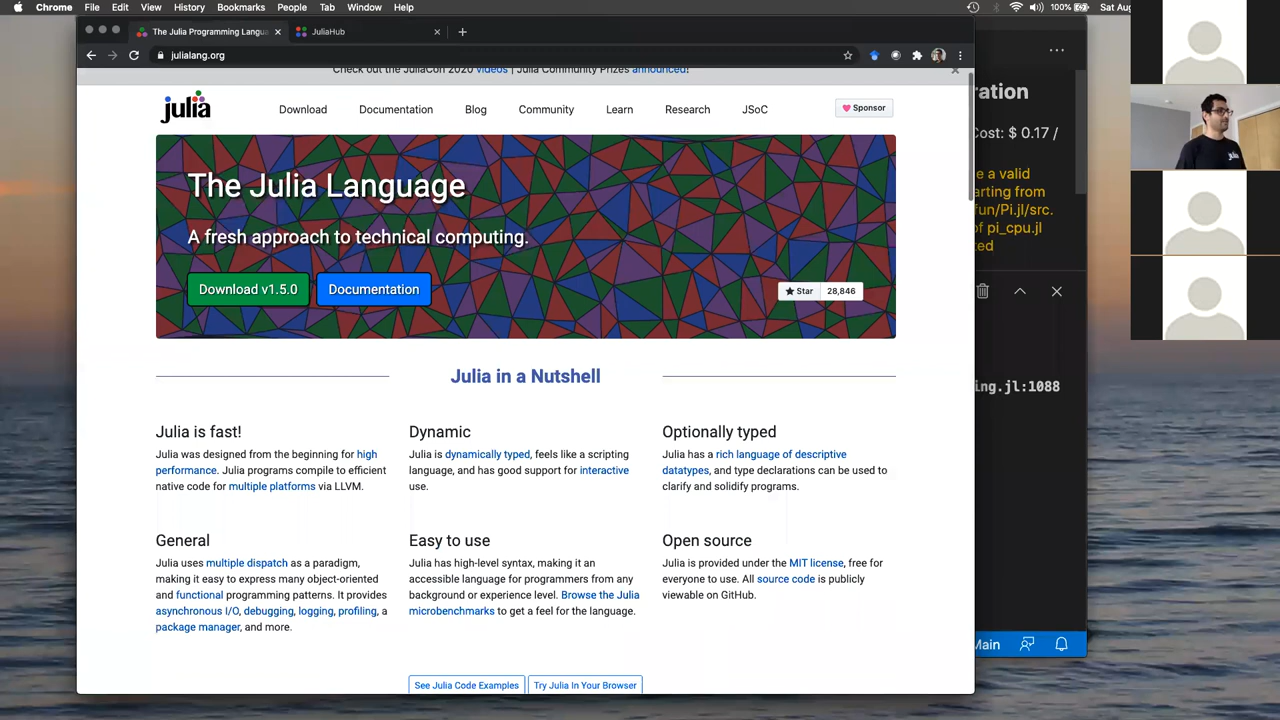 Chrome File Edit View History Bookmarks People Tab Window Help
100% Sat Aug
The Julia Programming Langua
JuliaHub
julialang.org
Check out the JuliaCon 2020 videos | Julia Community Prizes announced!
julia
Download Documentation Blog Community Learn Research JSoC
Sponsor
The Julia Language
A fresh approach to technical computing.
Download v1.5.0
Documentation
Star 28,846
Julia in a Nutshell
Julia is fast!
Julia was designed from the beginning for high
performance. Julia programs compile to efficient
native code for multiple platforms via LLVM.
Dynamic
Julia is dynamically typed, feels like a scripting
language, and has good support for interactive
use.
Optionally typed
Julia has a rich language of descriptive
datatypes, and type declarations can be used to
clarify and solidify programs.
General
Julia uses multiple dispatch as a paradigm,
making it easy to express many object-oriented
and functional programming patterns. It provides
asynchronous I/O, debugging, logging, profiling, a
package manager, and more.
Easy to use
Julia has high-level syntax, making it an
accessible language for programmers from any
background or experience level. Browse the Julia
microbenchmarks to get a feel for the language.
Open source
Julia is provided under the MIT license, free for
everyone to use. All source code is publicly
viewable on GitHub.
See Julia Code Examples
Try Julia In Your Browser
ration
Cost: $ 0.17 /
e a valid
arting from
fun/Pi.jl/src.
of pi_cpu.jl
ted
ing.jl:1088
Main